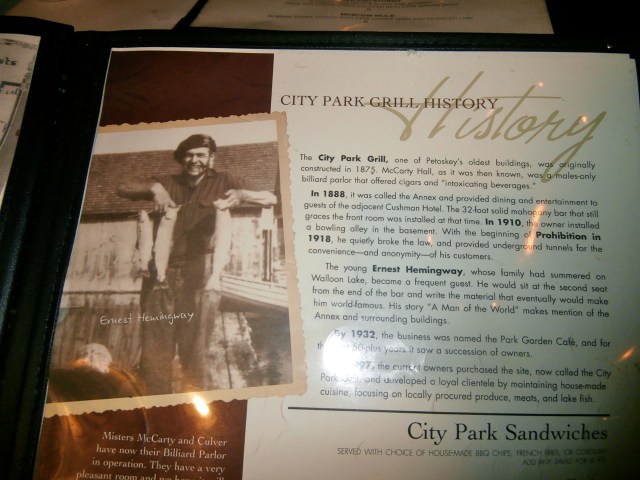 CITY PARK GRILL HISTORY
History
The City Park Grill, one of Petoskey's oldest buildings, was originally
constructed in 1875. McCarty Hall, as it was then known, was a males-only
billiard parlor that offered cigars and "intoxicating beverages."
In 1888, it was called the Annex and provided dining and entertainment to
guests of the adjacent Cushman Hotel. The 32-foot solid mahogany bar that still
graces the front room was installed at that time. In 1910, the owner installed
a bowling alley in the basement. With the beginning of Prohibition in
1918, he quietly broke the law, and provided underground tunnels for the
convenience—and anonymity—of his customers.
The young Ernest Hemingway, whose family had summered on
Walloon Lake, became a frequent guest. He would sit at the second seat
from the end of the bar and write the material that eventually would make
him world-famous. His story "A Man of the World" makes mention of the
Annex and surrounding buildings.
By 1932, the business was named the Park Garden Café, and for
the 50-plus years it saw a succession of owners.
the current owners purchased the site, now called the City
Park and developed a loyal clientele by maintaining house-made
cuisine, focusing on locally procured produce, meats, and lake fish.
Ernest Hemingway
Misters McCarty and Culver
have now their Billiard Parlor
in operation. They have a very
pleasant room and we
City Park Sandwiches
SERVED WITH CHOICE OF HOUSE-MADE BBQ CHIPS, FRENCH FRIES, OR